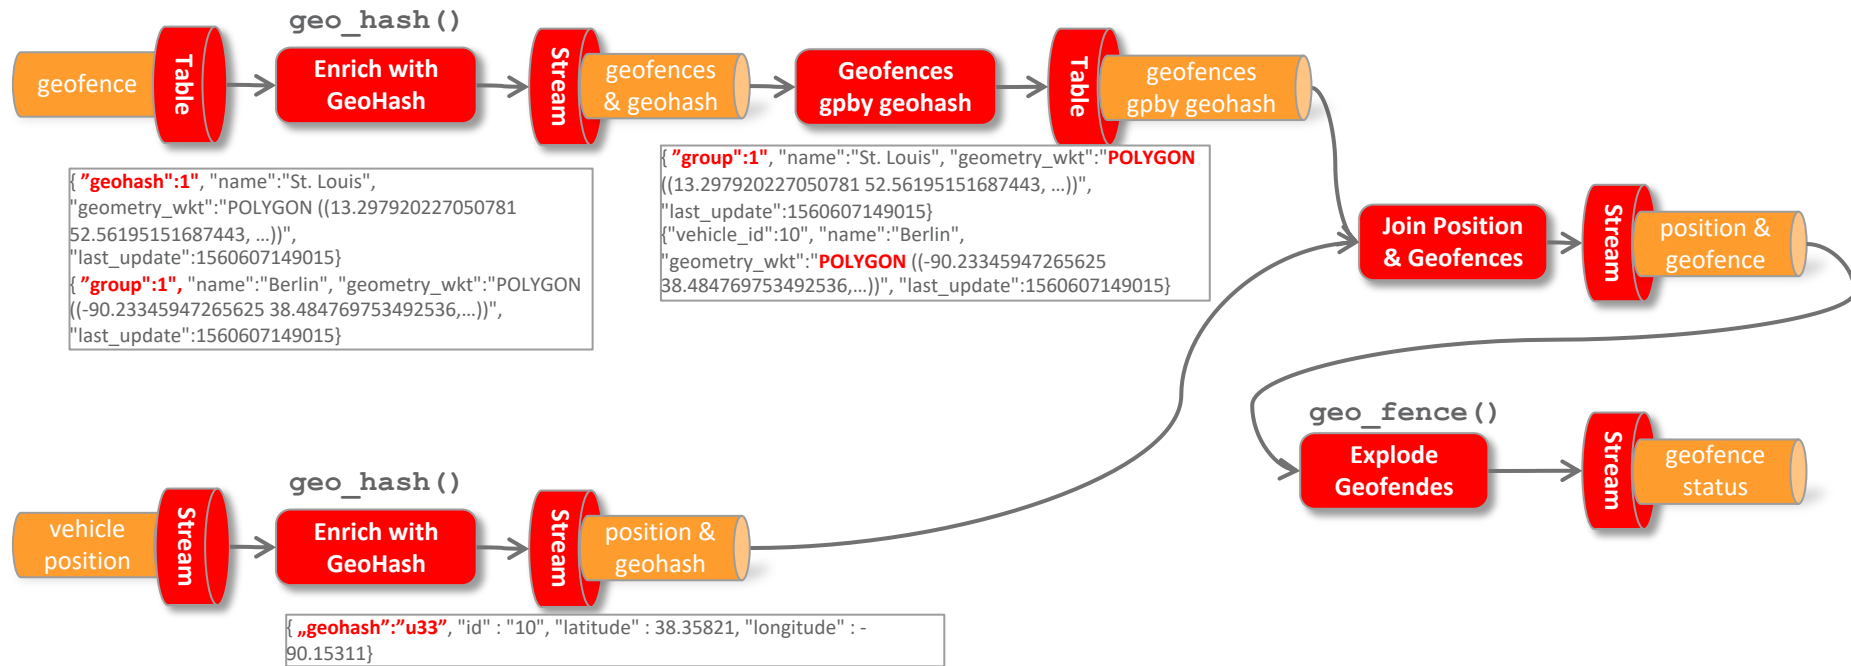 geo_hash()
geofence
Table
Enrich with
GeoHash
Stream
geofences
& geohash
Geofences
gpby geohash
Table
geofences
gpby geohash
{ ”geohash":1", "name":"St. Louis",
"geometry_wkt":"POLYGON ((13.297920227050781
52.56195151687443, ...))",
"last_update":1560607149015}
{ ”group":1", "name":"Berlin", "geometry_wkt":"POLYGON
((-90.23345947265625 38.484769753492536,...))",
"last_update":1560607149015}
{ ”group":1", "name":"St. Louis", "geometry_wkt":"POLYGON
((13.297920227050781 52.56195151687443, ...))",
"last_update":1560607149015}
{"vehicle_id":10", "name":"Berlin",
"geometry_wkt":"POLYGON ((-90.23345947265625
38.484769753492536,...))", "last_update":1560607149015}
Join Position
& Geofences
Stream
position &
geofence
geo_fence()
Explode
Geofendes
Stream
geofence
status
geo_hash()
vehicle
position
Stream
Enrich with
GeoHash
Stream
position &
geohash
{ „geohash”:”u33”, "id" : "10", "latitude" : 38.35821, "longitude" : -
90.15311}